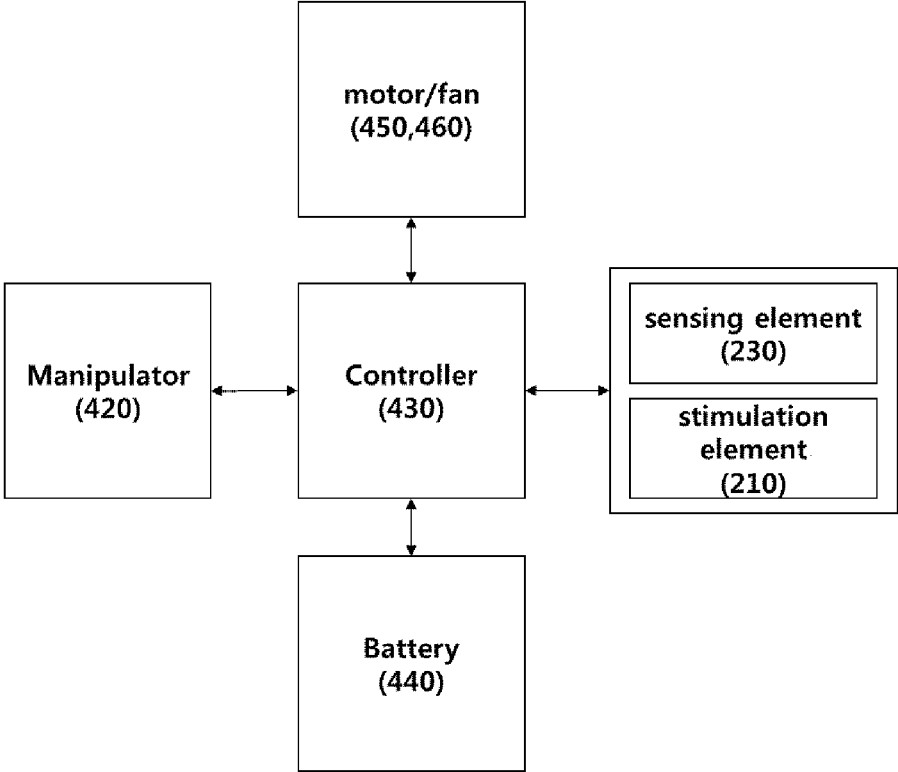 motor/fan
(450,460)
Manipulator
(420)
Controller
(430)
sensing element
(230)
stimulation
element
(210)
Battery
(440)